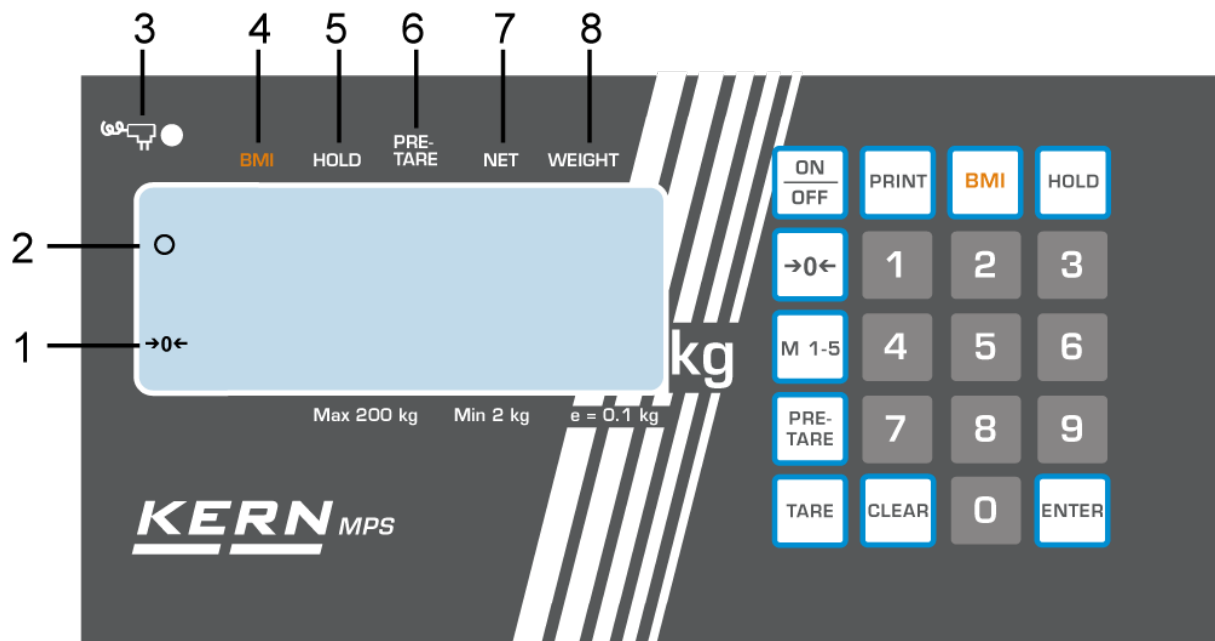 3 4 5 6 7 8
BMI HOLD PRE-TARE NET WEIGHT
2
1 →0←
kg
Max 200 kg Min 2 kg e = 0.1 kg
KERN MPS
ON OFF PRINT BMI HOLD
→0← 1 2 3
M 1-5 4 5 6
PRE-TARE 7 8 9
TARE CLEAR 0 ENTER